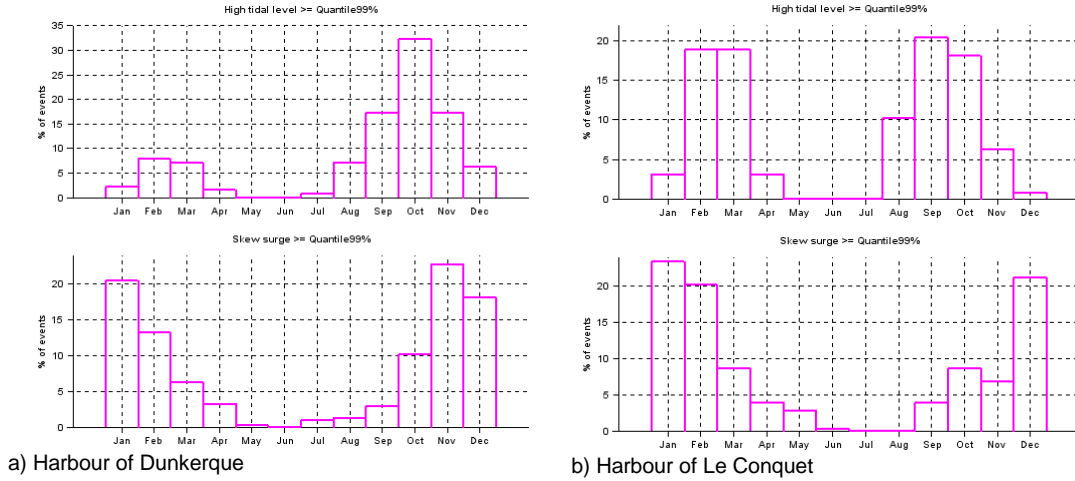 High tidal level >= Quantile99%
% of events
35
30
25
20
15
10
5
0
Jan Feb Mar Apr May Jun Jul Aug Sep Oct Nov Dec
Skew surge >= Quantile99%
% of events
20
15
10
5
0
Jan Feb Mar Apr May Jun Jul Aug Sep Oct Nov Dec
a) Harbour of Dunkerque
High tidal level >= Quantile99%
% of events
20
15
10
5
0
Jan Feb Mar Apr May Jun Jul Aug Sep Oct Nov Dec
Skew surge >= Quantile99%
% of events
20
15
10
5
0
Jan Feb Mar Apr May Jun Jul Aug Sep Oct Nov Dec
b) Harbour of Le Conquet